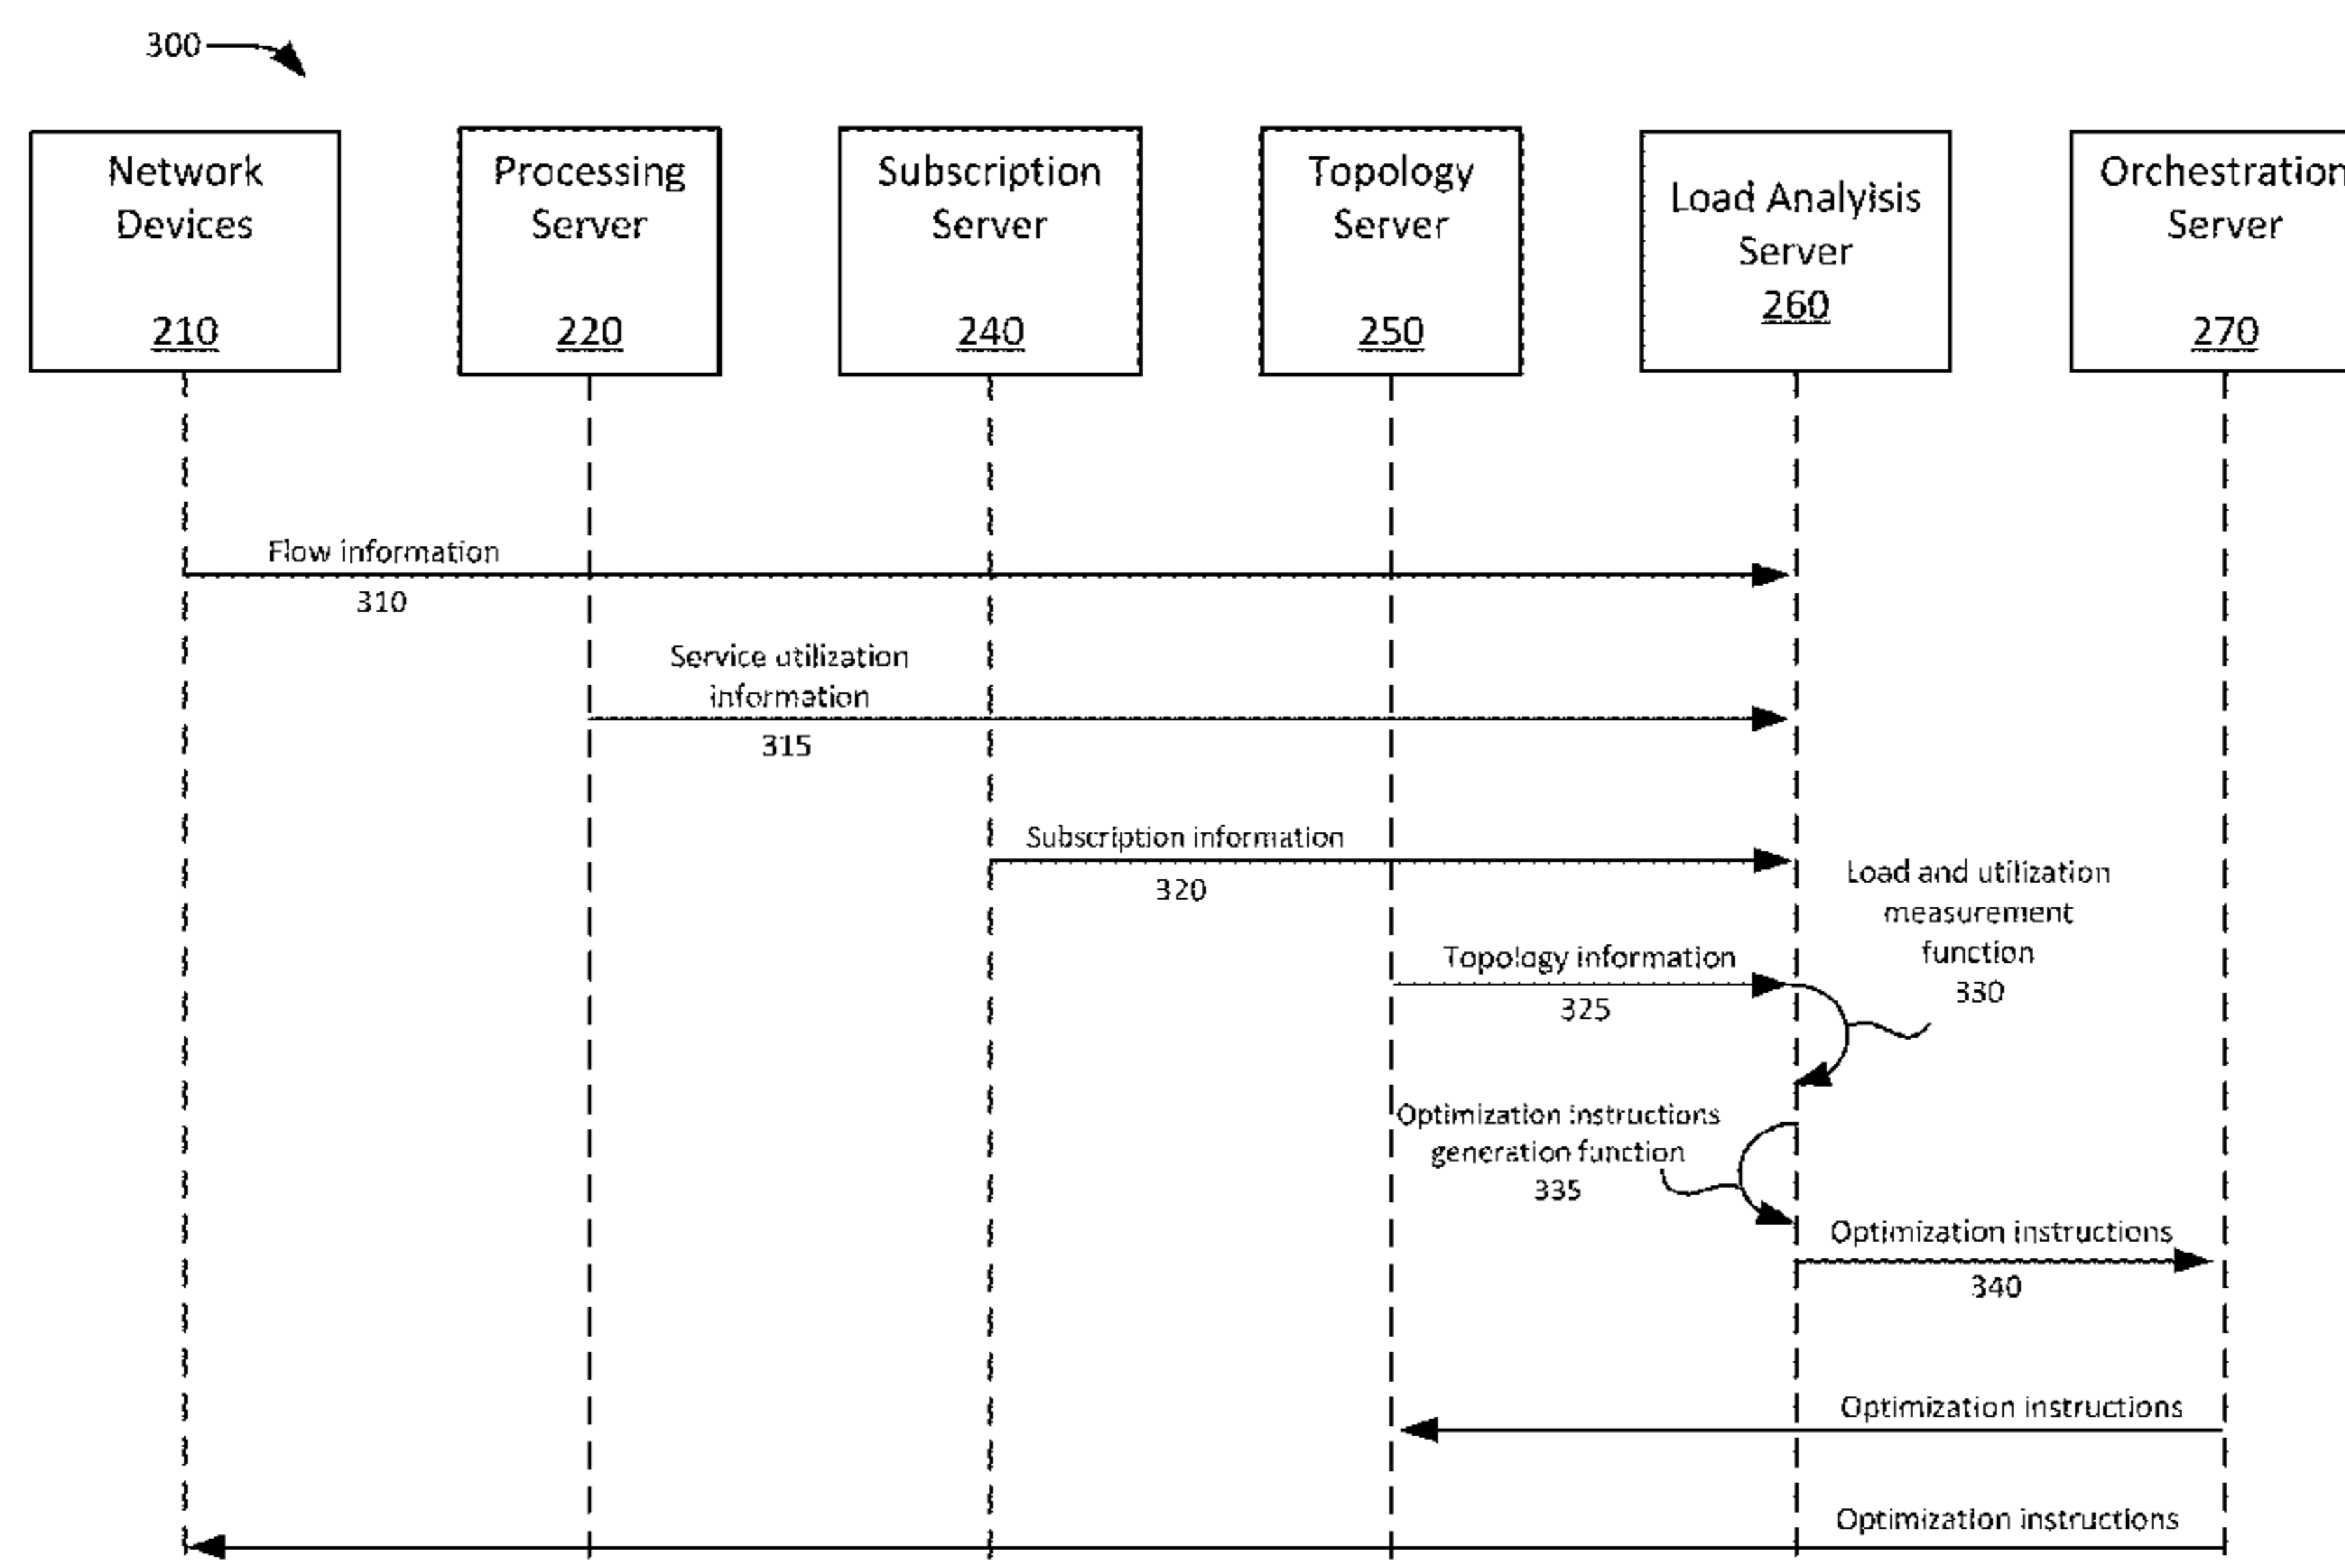 300
Network
Devices
210
Processing
Server
220
Subscription
Server
240
Topology
Server
250
Load Analyisis
Server
260
Orchestration
Server
270
Flow information
310
Service utilization
information
315
Subscription information
320
Load and utilization
measurement
function
330
Topology information
325
Optimization instructions
generation function
335
Optimization instructions
340
Optimization instructions
Optimization instructions